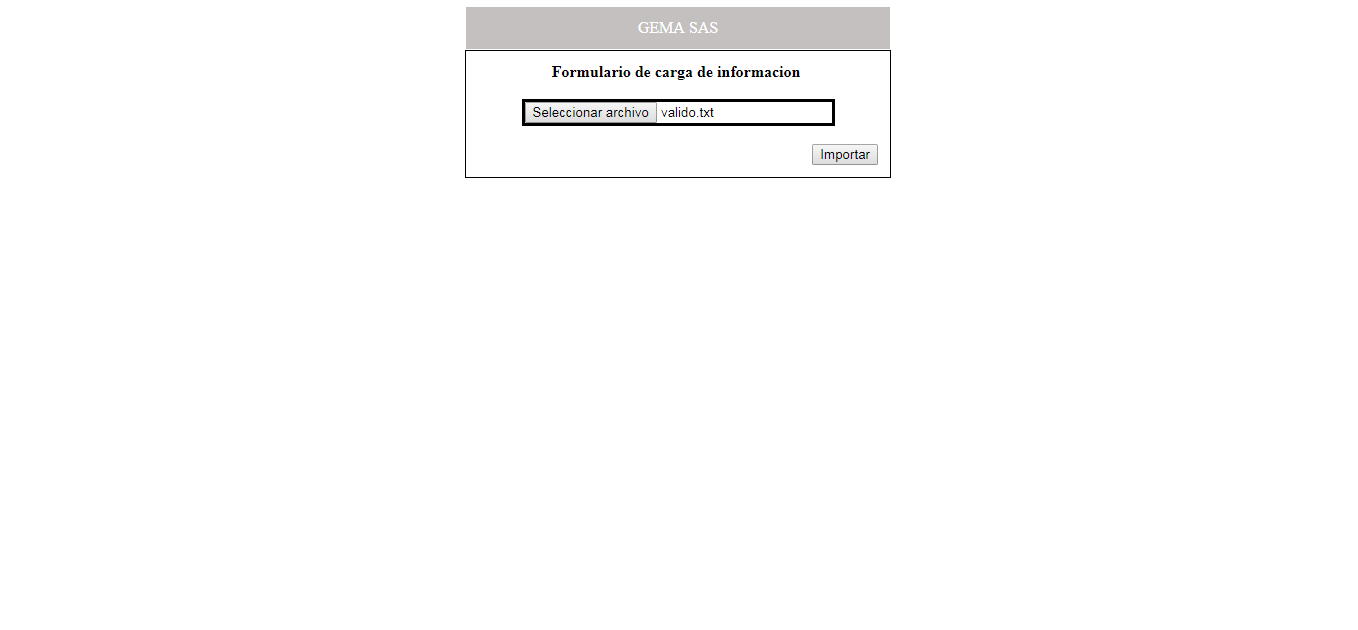 GEMA SAS
Formulario de carga de informacion
Seleccionar archivo valido.txt
Importar